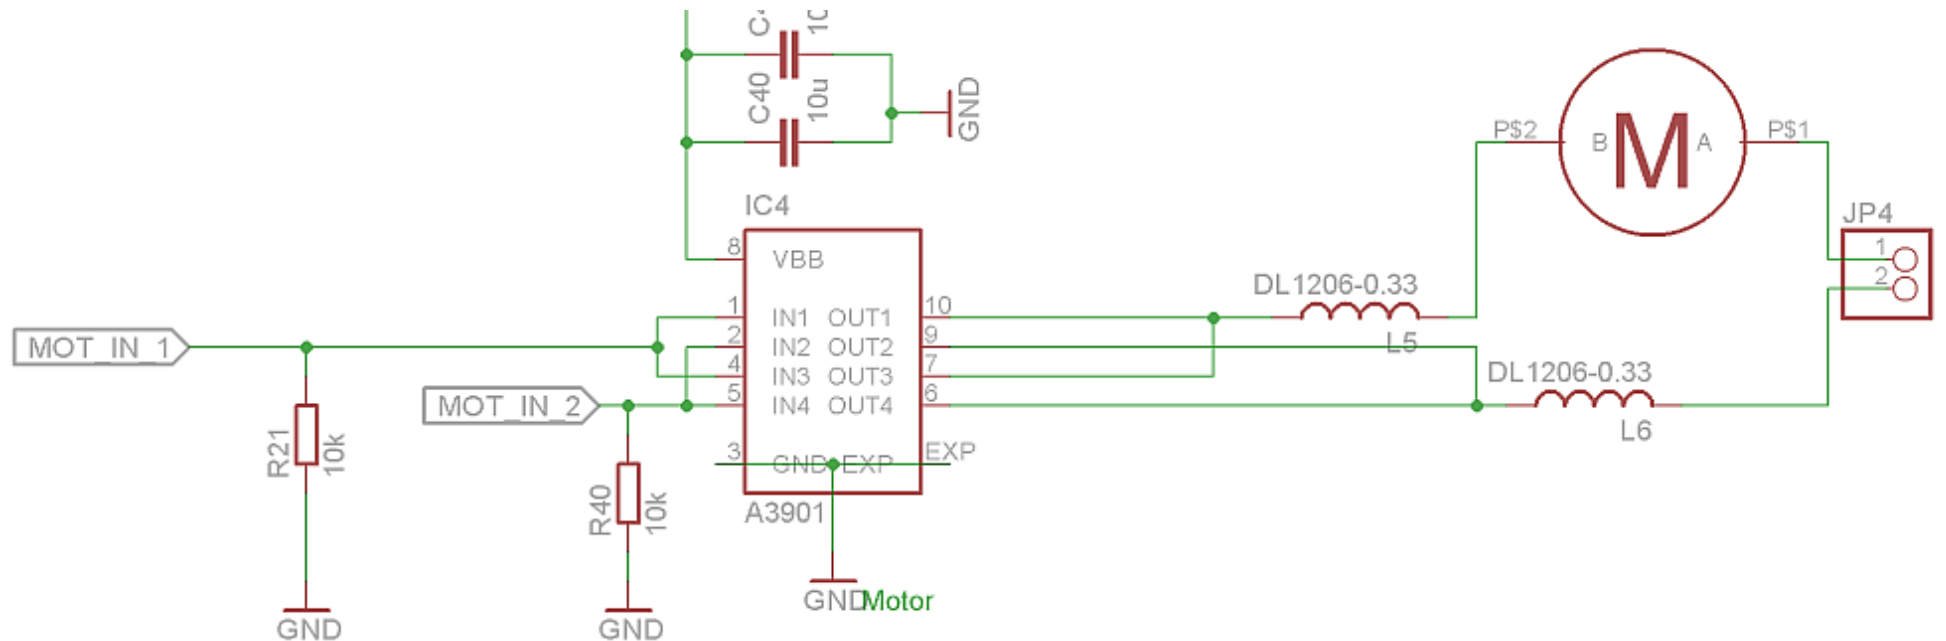 C40
10u
GND
P$2
B
M
A
P$1
JP4
1
2
IC4
8
VBB
DL1206-0.33
L5
1
IN1
OUT1
10
MOT_IN_1
2
IN2
OUT2
9
4
IN3
OUT3
7
DL1206-0.33
L6
MOT_IN_2
5
IN4
OUT4
6
R21
10k
3
GND
EXP
EXP
R40
10k
A3901
GND
Motor
GND
GND